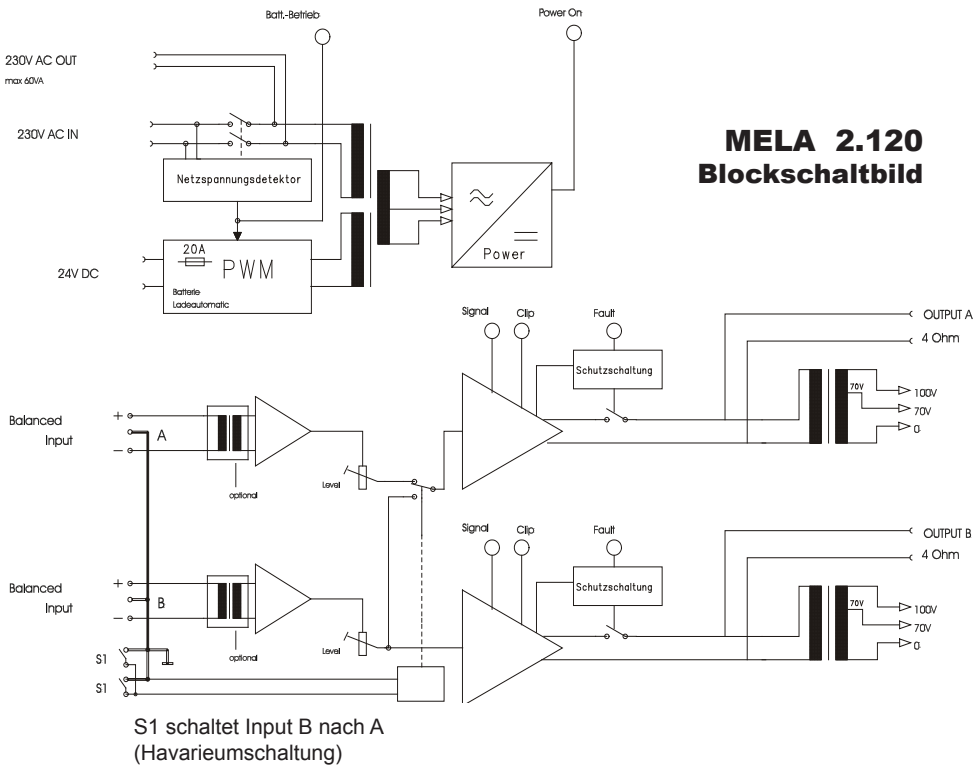 Batt.-Betrieb
Power On
230V AC OUT
max 60VA
230V AC IN
MELA 2.120
Blockschaltbild
Netzspannungsdetektor
20A
PWM
Batterie
Ladeautomatic
24V DC
Power
Signal
Clip
Fault
Schutzschaltung
OUTPUT A
4 Ohm
70V
100V
70V
0
Balanced
Input
+
A
−
optional
Level
Signal
Clip
Fault
Schutzschaltung
OUTPUT B
4 Ohm
70V
100V
70V
0
Balanced
Input
+
B
−
optional
Level
S1
S1
S1 schaltet Input B nach A
(Havarieumschaltung)